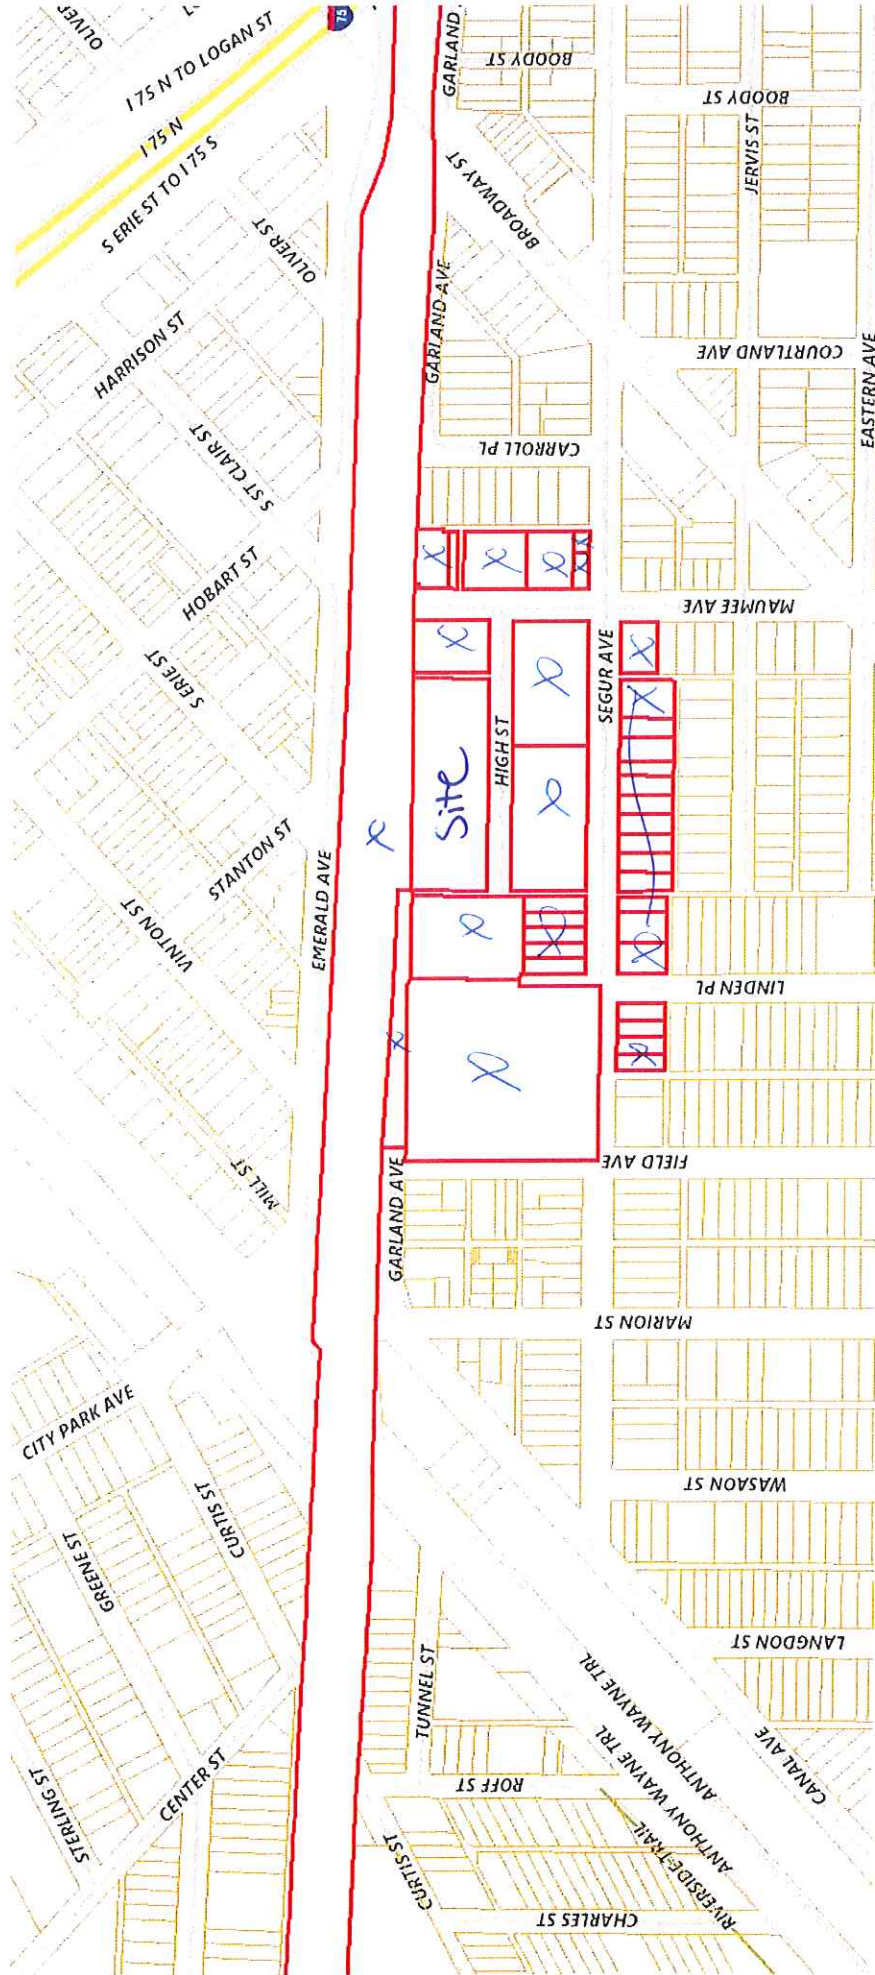 OLIVER
I 75 N TO LOGAN ST
75
I 75 N
S ERIE ST TO I 75 S
GARLAND
BOODY ST
BOODY ST
JERVIS ST
BROADWAY ST
OLIVER ST
GARLAND AVE
HARRISON ST
COURTLAND AVE
EASTERN AVE
S ST CLAIR ST
CARROLL PL
HOBART ST
X
X
X
X
X
MAUMEE AVE
S ERIE ST
X
X
X
SEGUR AVE
X
HIGH ST
Site
X
X
STANTON ST
EMERALD AVE
VINTON ST
X
X
X
LINDEN PL
X
X
X
MILL ST
GARLAND AVE
FIELD AVE
MARION ST
CITY PARK AVE
CURTIS ST
WASAON ST
GREENE ST
LANGDON ST
TUNNEL ST
ANTHONY WAYNE TRL
ANTHONY WAYNE TRL
CANAL AVE
STERLING ST
CENTER ST
ROFF ST
CURTIS ST
RIVERSIDE TRAIL
CHARLES ST